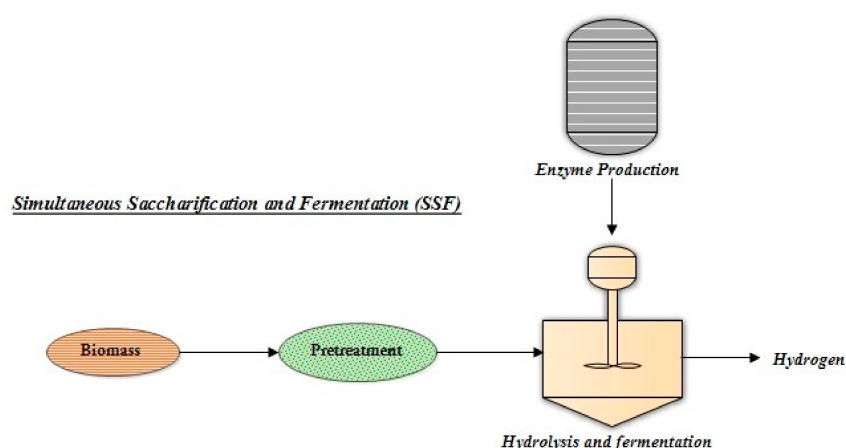 Enzyme Production
Simultaneous Saccharification and Fermentation (SSF)
Biomass
Pretreatment
Hydrogen
Hydrolysis and fermentation